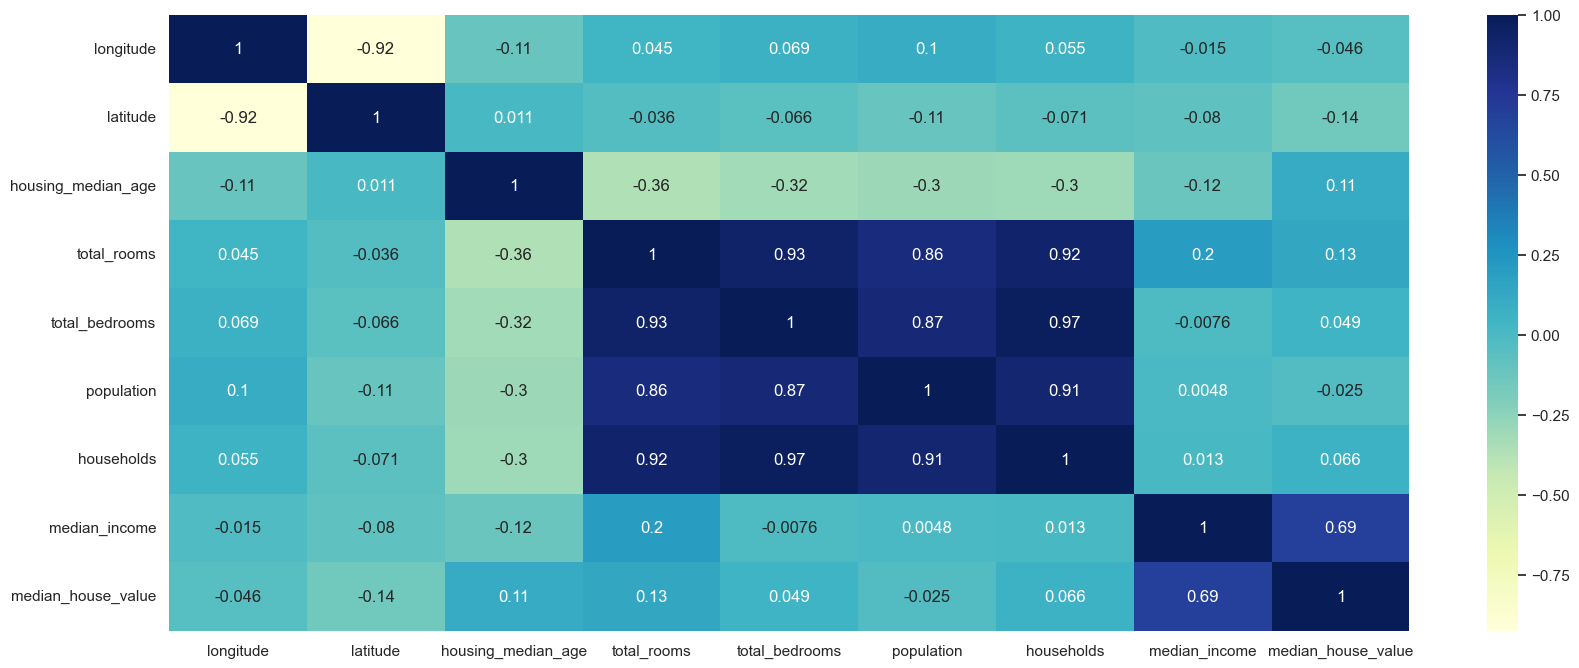 longitude 1 -0.92 -0.11 0.045 0.069 0.1 0.055 -0.015 -0.046 1.00
latitude -0.92 1 0.011 -0.036 -0.066 -0.11 -0.071 -0.08 -0.14 0.75
housing_median_age -0.11 0.011 1 -0.36 -0.32 -0.3 -0.3 -0.12 0.11 0.50
total_rooms 0.045 -0.036 -0.36 1 0.93 0.86 0.92 0.2 0.13 0.25
total_bedrooms 0.069 -0.066 -0.32 0.93 1 0.87 0.97 -0.0076 0.049 0.00
population 0.1 -0.11 -0.3 0.86 0.87 1 0.91 0.0048 -0.025 −0.25
households 0.055 -0.071 -0.3 0.92 0.97 0.91 1 0.013 0.066 −0.50
median_income -0.015 -0.08 -0.12 0.2 -0.0076 0.0048 0.013 1 0.69
median_house_value -0.046 -0.14 0.11 0.13 0.049 -0.025 0.066 0.69 1 −0.75
longitude latitude housing_median_age total_rooms total_bedrooms population households median_income median_house_value